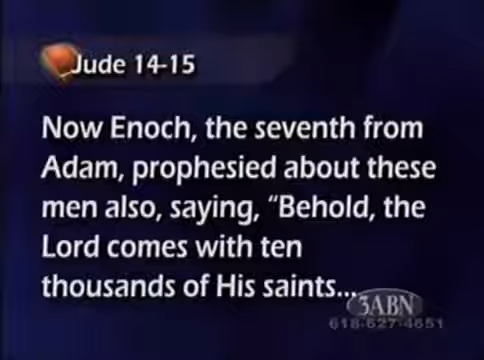 Jude 14-15
Now Enoch, the seventh from
Adam, prophesied about these
men also, saying, “Behold, the
Lord comes with ten
thousands of His saints...
3ABN
618-627-4651